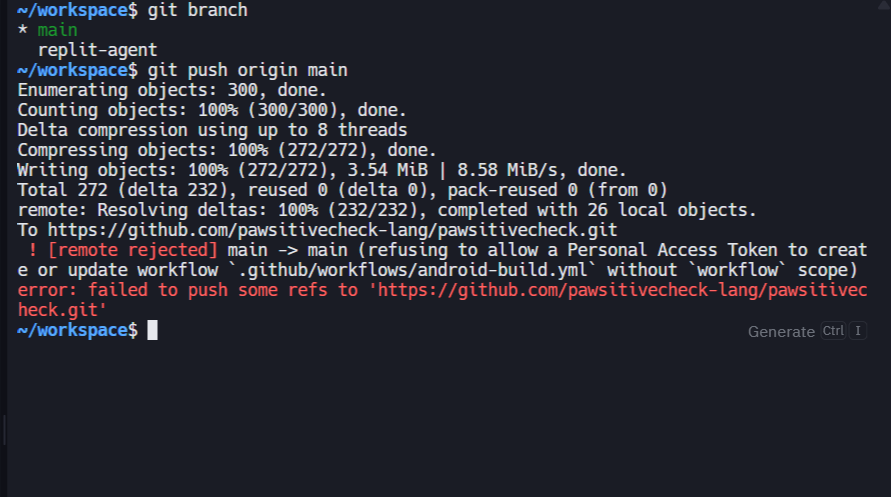 ~/workspace$ git branch
* main
  replit-agent
~/workspace$ git push origin main
Enumerating objects: 300, done.
Counting objects: 100% (300/300), done.
Delta compression using up to 8 threads
Compressing objects: 100% (272/272), done.
Writing objects: 100% (272/272), 3.54 MiB | 8.58 MiB/s, done.
Total 272 (delta 232), reused 0 (delta 0), pack-reused 0 (from 0)
remote: Resolving deltas: 100% (232/232), completed with 26 local objects.
To https://github.com/pawsitivecheck-lang/pawsitivecheck.git
 ! [remote rejected] main -> main (refusing to allow a Personal Access Token to creat
e or update workflow `.github/workflows/android-build.yml` without `workflow` scope)
error: failed to push some refs to 'https://github.com/pawsitivecheck-lang/pawsitivec
heck.git'
~/workspace$
Generate Ctrl I